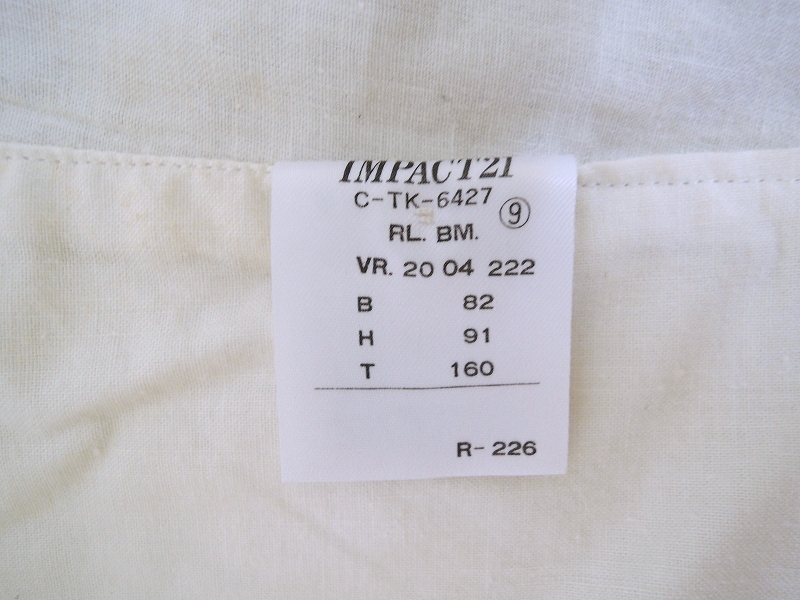 IMPACT21
C-TK-6427 ⑨
RL. BM.
VR. 20 04 222
B 82
H 91
T 160
R-226